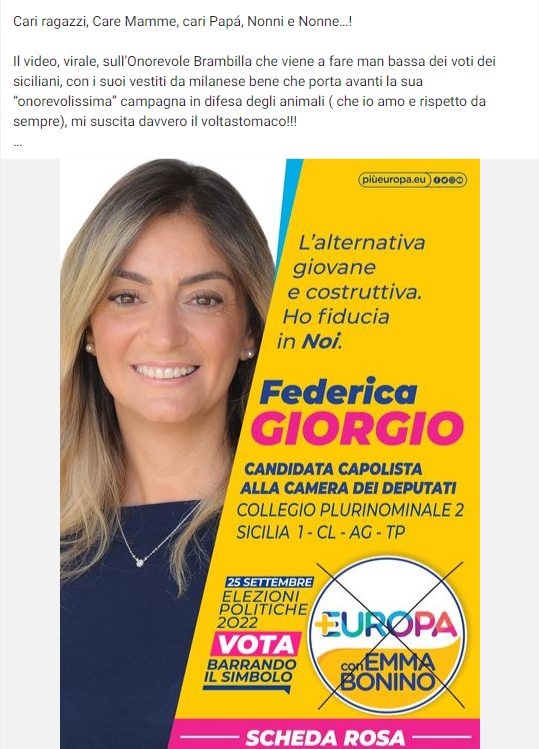 Cari ragazzi, Care Mamme, cari Papá, Nonni e Nonne...!
Il video, virale, sull'Onorevole Brambilla che viene a fare man bassa dei voti dei
siciliani, con i suoi vestiti da milanese bene che porta avanti la sua
“onorevolissima” campagna in difesa degli animali ( che io amo e rispetto da
sempre), mi suscita davvero il voltastomaco!!!
...
piùeuropa.eu
L'alternativa
giovane
e costruttiva.
Ho fiducia
in Noi.
Federica
GIORGIO
CANDIDATA CAPOLISTA
ALLA CAMERA DEI DEPUTATI
COLLEGIO PLURINOMINALE 2
SICILIA 1 - CL - AG - TP
25 SETTEMBRE
ELEZIONI
POLITICHE
2022
VOTA
BARRANDO
IL SIMBOLO
+EUROPA
con EMMA
BONINO
SCHEDA ROSA